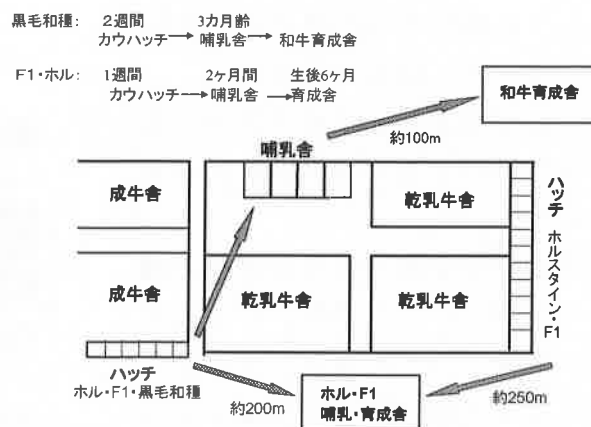 黒毛和種: 2週間 3カ月齢
カウハッチ 哺乳舎 和牛育成舎
F1・ホル: 1週間 2ヶ月間 生後6ヶ月
カウハッチ 哺乳舎 育成舎
和牛育成舎
約100m
哺乳舎
成牛舎
乾乳牛舎
ハッチ ホルスタイン・F1
成牛舎
乾乳牛舎
乾乳牛舎
ハッチ
ホル・F1・黒毛和種
約200m
ホル・F1
哺乳・育成舎
約250m